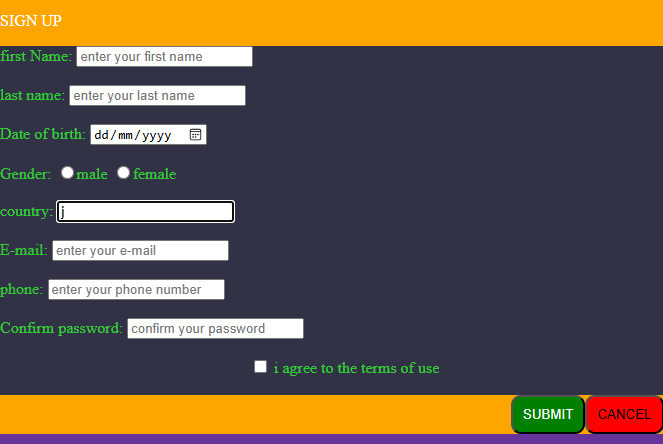 SIGN UP
first Name: enter your first name
last name: enter your last name
Date of birth: dd/mm/yyyy
Gender: male female
country: j
E-mail: enter your e-mail
phone: enter your phone number
Confirm password: confirm your password
i agree to the terms of use
SUBMIT CANCEL